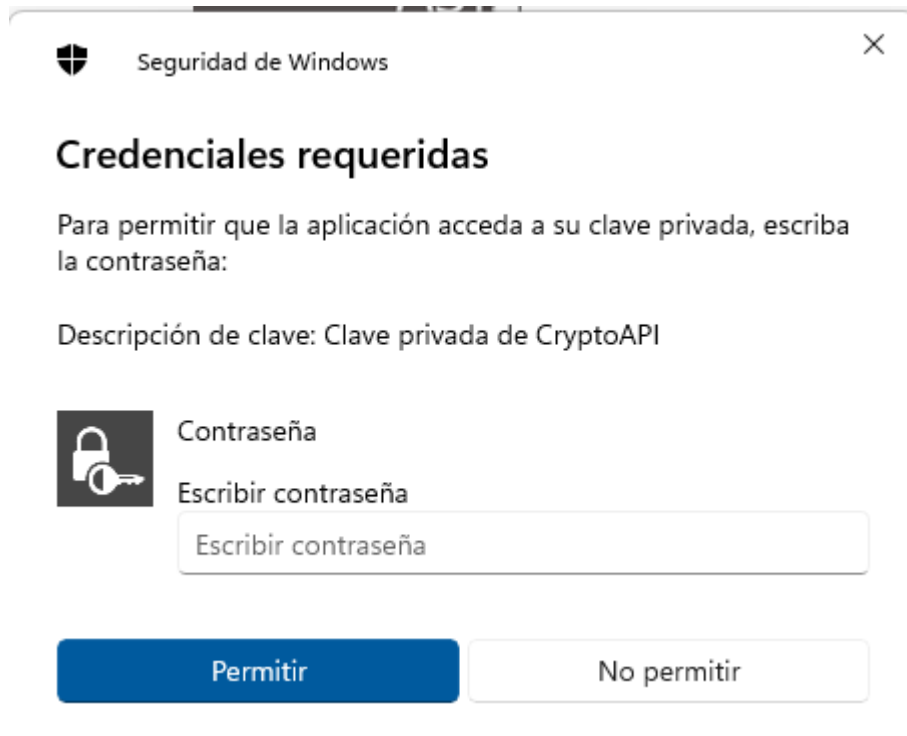 Seguridad de Windows
Credenciales requeridas
Para permitir que la aplicación acceda a su clave privada, escriba
la contraseña:
Descripción de clave: Clave privada de CryptoAPI
Contraseña
Escribir contraseña
Escribir contraseña
Permitir
No permitir